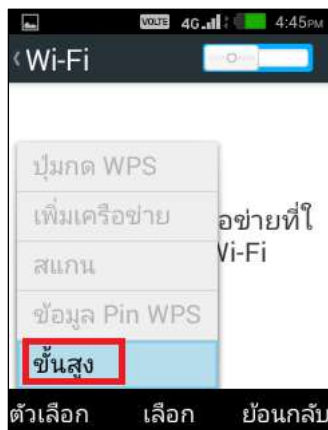 VOLTE 4G 4:45PM
Wi-Fi
ปุ่มกด WPS
เพิ่มเครือข่าย
อข่ายที่ใ
สแกน
Wi-Fi
ข้อมูล Pin WPS
ขั้นสูง
ตัวเลือก เลือก ย้อนกลับ